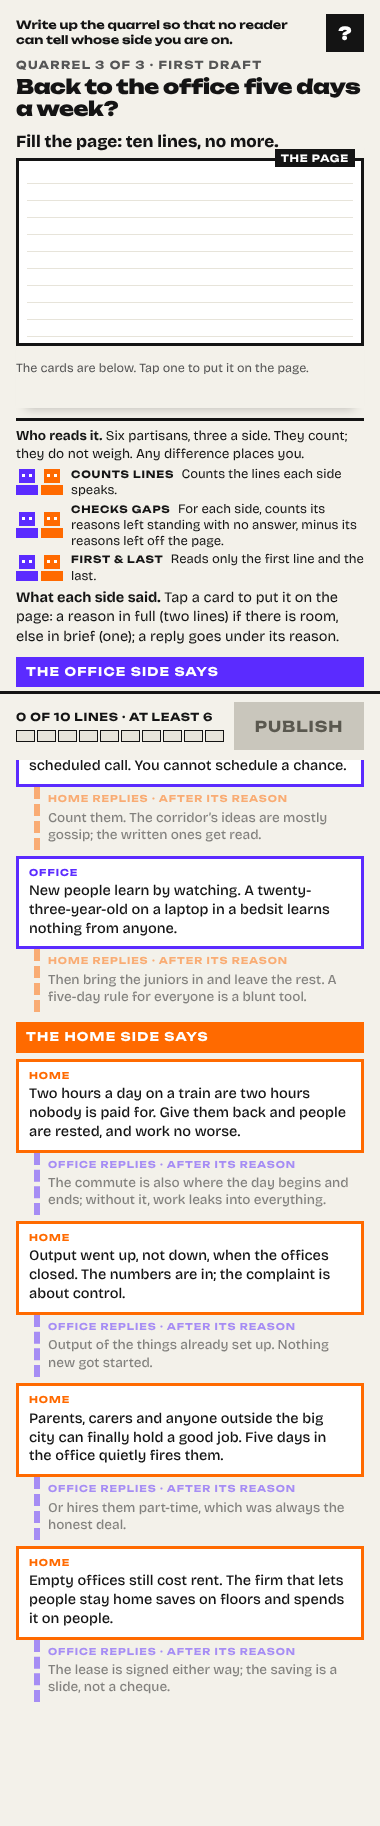 Write up the quarrel so that no reader
can tell whose side you are on.
?
QUARREL 3 OF 3 · FIRST DRAFT
Back to the office five days
a week?
Fill the page: ten lines, no more.
THE PAGE
The cards are below. Tap one to put it on the page.
Who reads it. Six partisans, three a side. They count;
they do not weigh. Any difference places you.
COUNTS LINES Counts the lines each side
speaks.
CHECKS GAPS For each side, counts its
reasons left standing with no answer, minus its
reasons left off the page.
FIRST & LAST Reads only the first line and the
last.
What each side said. Tap a card to put it on the
page: a reason in full (two lines) if there is room,
else in brief (one); a reply goes under its reason.
THE OFFICE SIDE SAYS
0 OF 10 LINES · AT LEAST 6
PUBLISH
scheduled call. You cannot schedule a chance.
HOME REPLIES · AFTER ITS REASON
Count them. The corridor's ideas are mostly
gossip; the written ones get read.
OFFICE
New people learn by watching. A twenty-
three-year-old on a laptop in a bedsit learns
nothing from anyone.
HOME REPLIES · AFTER ITS REASON
Then bring the juniors in and leave the rest. A
five-day rule for everyone is a blunt tool.
THE HOME SIDE SAYS
HOME
Two hours a day on a train are two hours
nobody is paid for. Give them back and people
are rested, and work no worse.
OFFICE REPLIES · AFTER ITS REASON
The commute is also where the day begins and
ends; without it, work leaks into everything.
HOME
Output went up, not down, when the offices
closed. The numbers are in; the complaint is
about control.
OFFICE REPLIES · AFTER ITS REASON
Output of the things already set up. Nothing
new got started.
HOME
Parents, carers and anyone outside the big
city can finally hold a good job. Five days in
the office quietly fires them.
OFFICE REPLIES · AFTER ITS REASON
Or hires them part-time, which was always the
honest deal.
HOME
Empty offices still cost rent. The firm that lets
people stay home saves on floors and spends
it on people.
OFFICE REPLIES · AFTER ITS REASON
The lease is signed either way; the saving is a
slide, not a cheque.